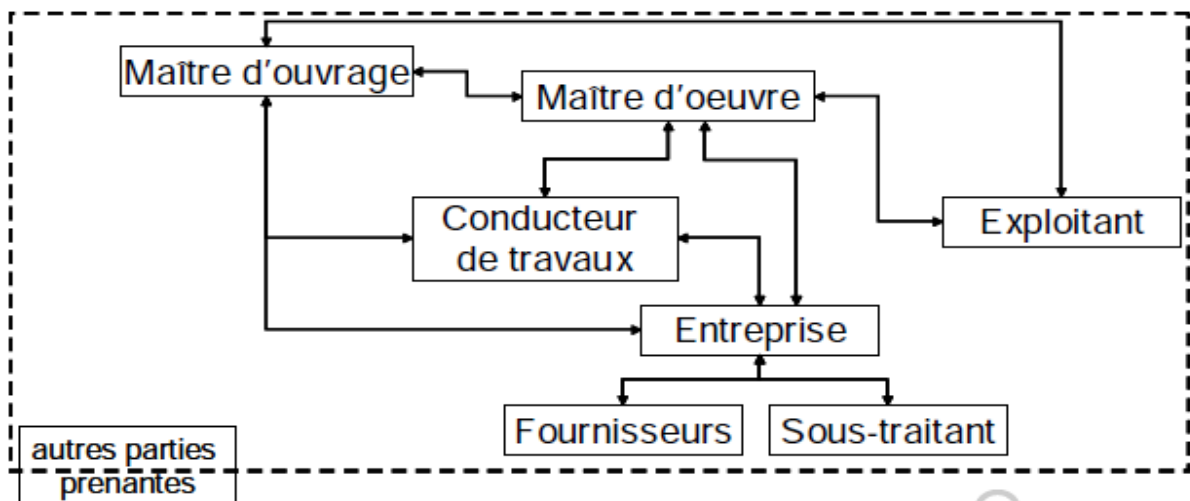 Maître d'ouvrage
Maître d'oeuvre
Conducteur
de travaux
Exploitant
Entreprise
Fournisseurs
Sous-traitant
autres parties
prenantes